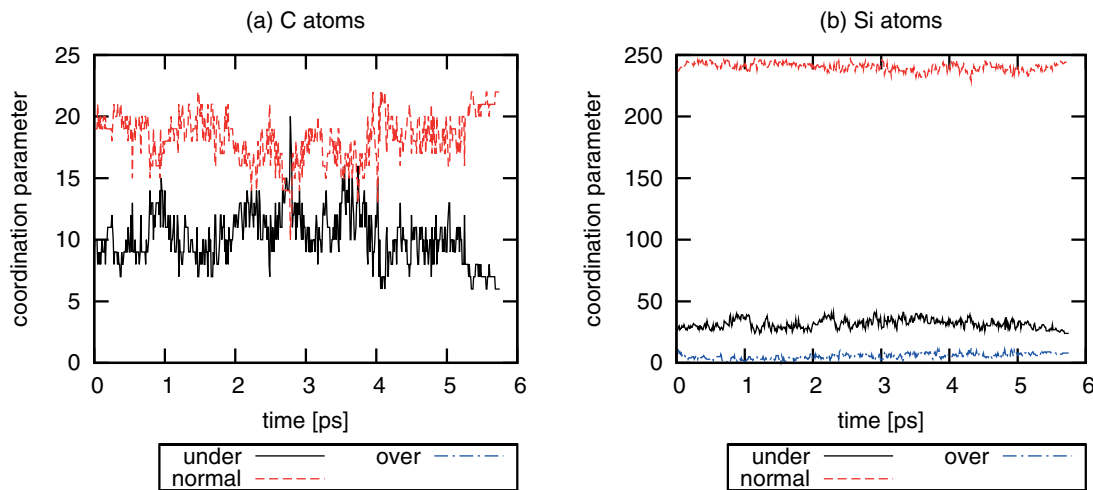 (a) C atoms
25
20
15
10
5
0
0 1 2 3 4 5 6
coordination parameter
time [ps]
under
over
normal
(b) Si atoms
250
200
150
100
50
0
0 1 2 3 4 5 6
coordination parameter
time [ps]
under
over
normal